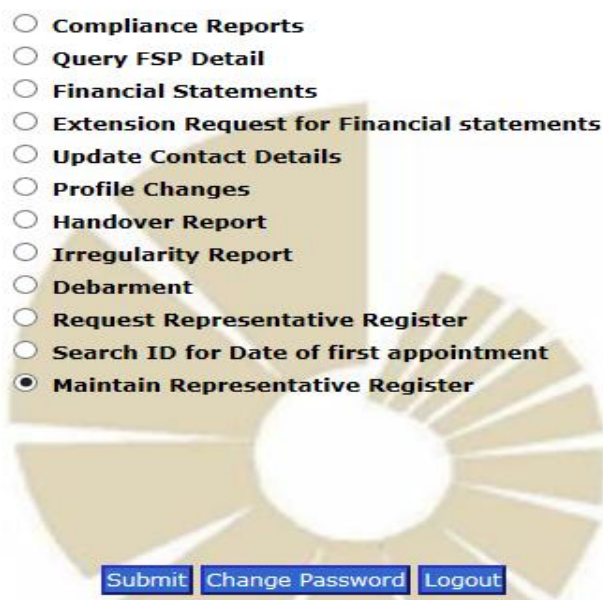 Compliance Reports
Query FSP Detail
Financial Statements
Extension Request for Financial statements
Update Contact Details
Profile Changes
Handover Report
Irregularity Report
Debarment
Request Representative Register
Search ID for Date of first appointment
Maintain Representative Register
Submit Change Password Logout